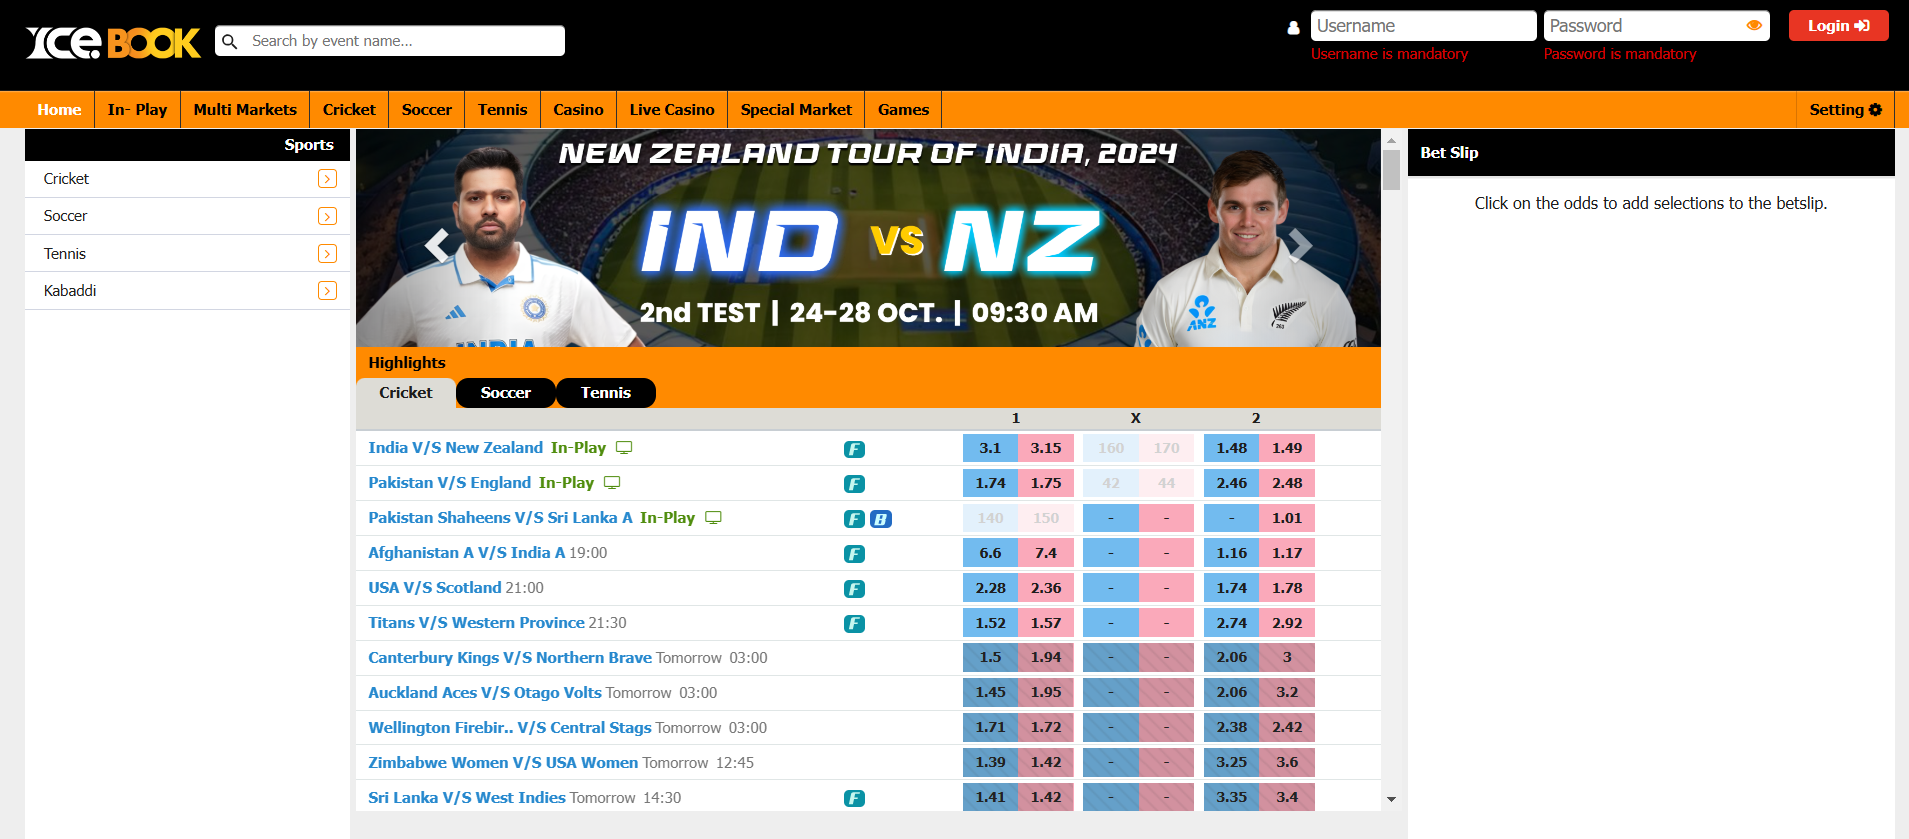 ICE BOOK
Search by event name...
Username
Password
Login
Username is mandatory
Password is mandatory
Home
In- Play
Multi Markets
Cricket
Soccer
Tennis
Casino
Live Casino
Special Market
Games
Setting
Sports
Cricket
Soccer
Tennis
Kabaddi
NEW ZEALAND TOUR OF INDIA, 2024
IND VS NZ
2nd TEST | 24-28 OCT. | 09:30 AM
INDIA
ANZ
263
Bet Slip
Click on the odds to add selections to the betslip.
Highlights
Cricket Soccer Tennis
1 X 2
India V/S New Zealand In-Play F 3.1 3.15 160 170 1.48 1.49
Pakistan V/S England In-Play F 1.74 1.75 42 44 2.46 2.48
Pakistan Shaheens V/S Sri Lanka A In-Play F B 140 150 - - - 1.01
Afghanistan A V/S India A 19:00 F 6.6 7.4 - - 1.16 1.17
USA V/S Scotland 21:00 F 2.28 2.36 - - 1.74 1.78
Titans V/S Western Province 21:30 F 1.52 1.57 - - 2.74 2.92
Canterbury Kings V/S Northern Brave Tomorrow 03:00 1.5 1.94 - - 2.06 3
Auckland Aces V/S Otago Volts Tomorrow 03:00 1.45 1.95 - - 2.06 3.2
Wellington Firebir.. V/S Central Stags Tomorrow 03:00 1.71 1.72 - - 2.38 2.42
Zimbabwe Women V/S USA Women Tomorrow 12:45 1.39 1.42 - - 3.25 3.6
Sri Lanka V/S West Indies Tomorrow 14:30 F 1.41 1.42 - - 3.35 3.4